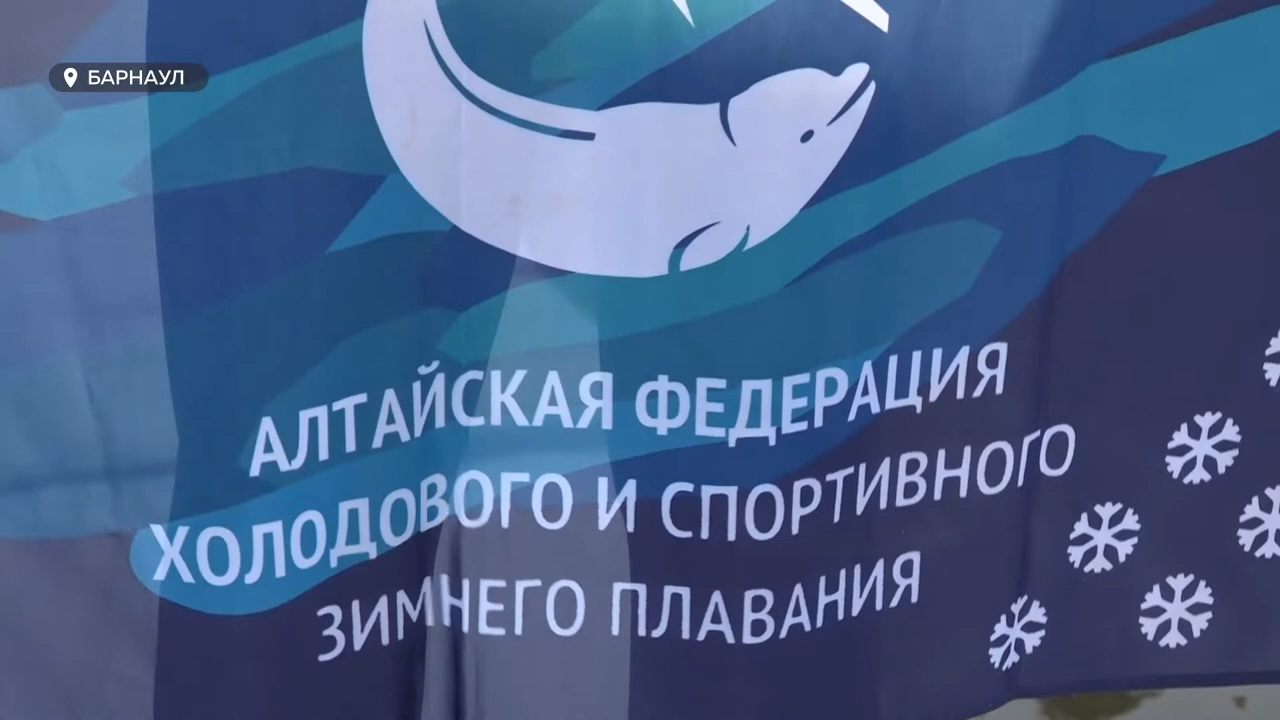 БАРНАУЛ
АЛТАЙСКАЯ ФЕДЕРАЦИЯ
ХОЛОДОВОГО И СПОРТИВНОГО
ЗИМНЕГО ПЛАВАНИЯ